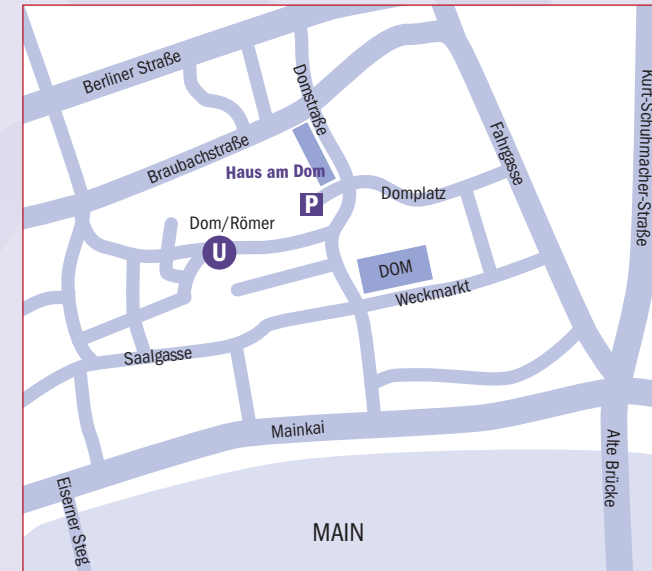 Berliner Straße
Domstraße
Kurt-Schuhmacher-Straße
Fahrgasse
Braubachstraße
Haus am Dom
P
Domplatz
Dom/Römer
U
DOM
Weckmarkt
Saalgasse
Mainkai
Alte Brücke
Eiserner Steg
MAIN